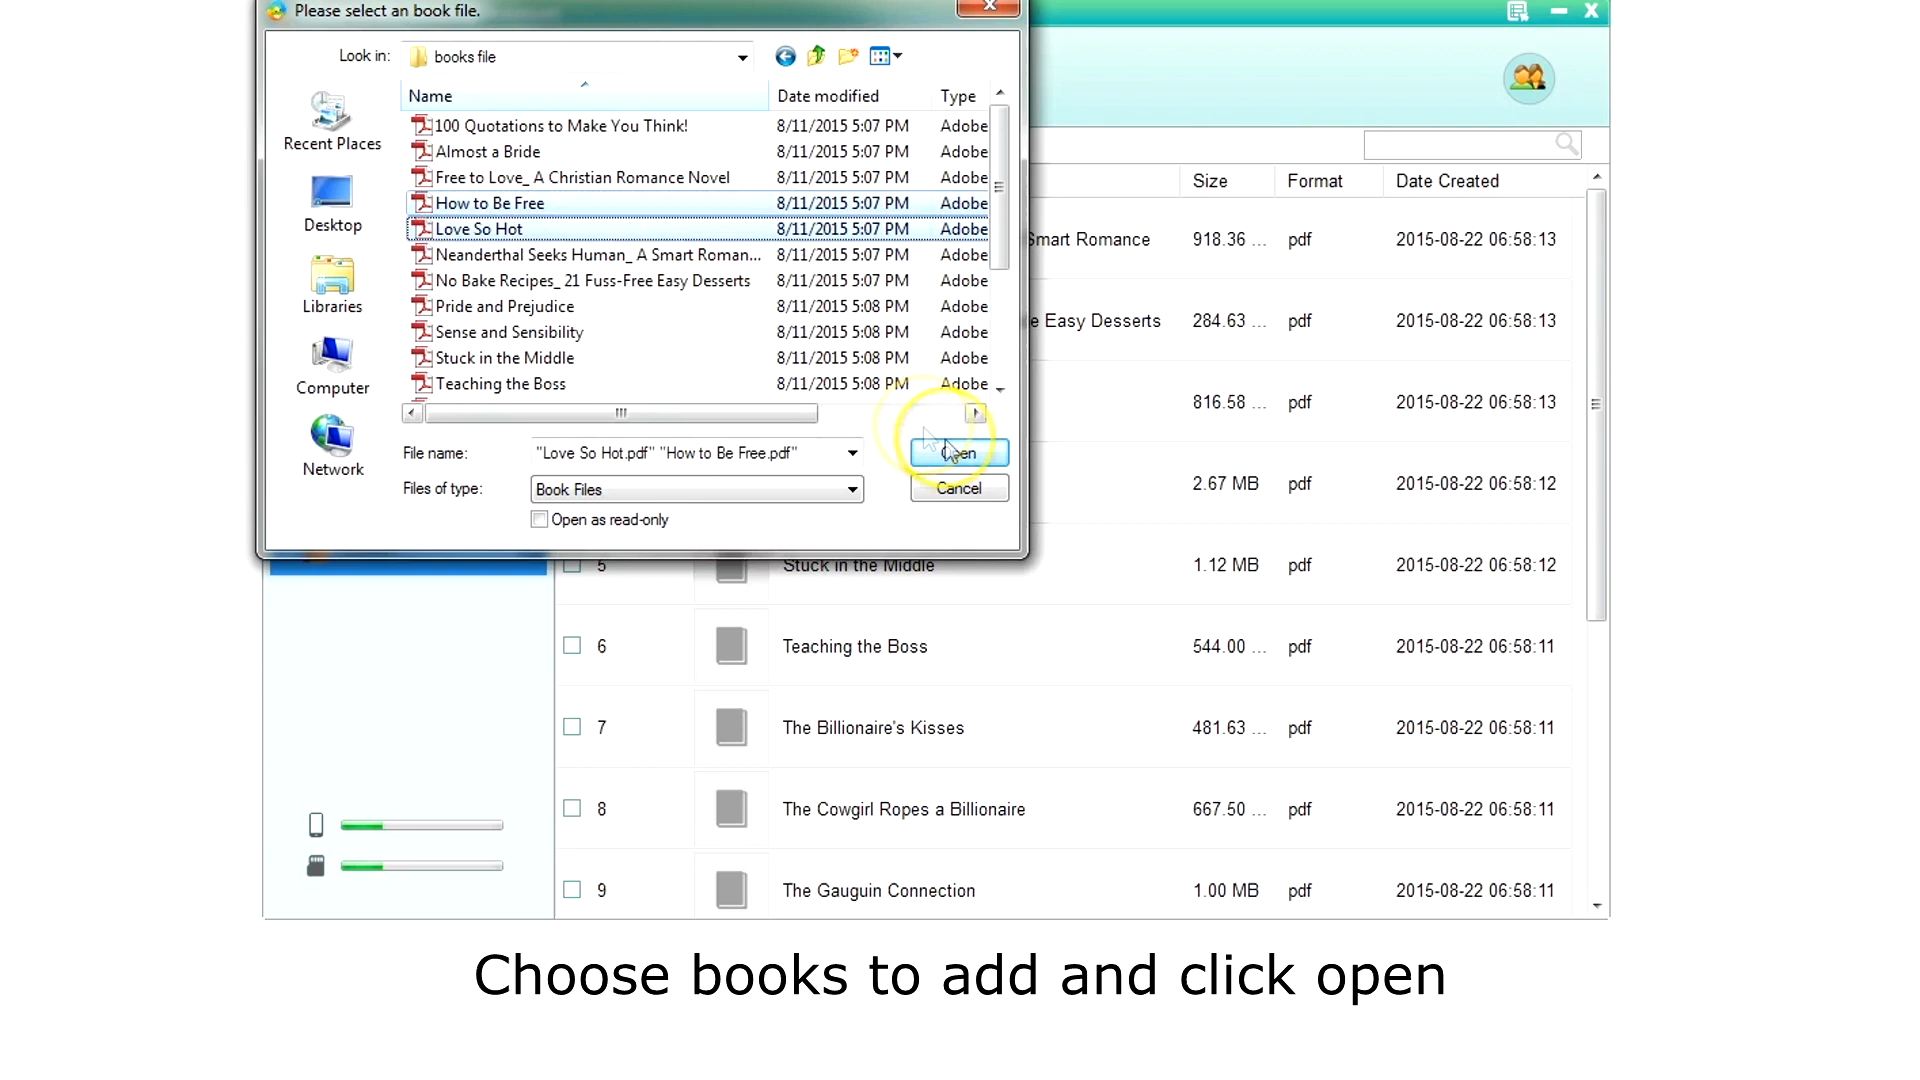 Please select an book file.
Look in: books file
Name Date modified Type
100 Quotations to Make You Think! 8/11/2015 5:07 PM Adobe
Almost a Bride 8/11/2015 5:07 PM Adobe
Free to Love_ A Christian Romance Novel 8/11/2015 5:07 PM Adobe
How to Be Free 8/11/2015 5:07 PM Adobe
Love So Hot 8/11/2015 5:07 PM Adobe
Neanderthal Seeks Human_ A Smart Roman... 8/11/2015 5:07 PM Adobe
No Bake Recipes_ 21 Fuss-Free Easy Desserts 8/11/2015 5:07 PM Adobe
Pride and Prejudice 8/11/2015 5:08 PM Adobe
Sense and Sensibility 8/11/2015 5:08 PM Adobe
Stuck in the Middle 8/11/2015 5:08 PM Adobe
Teaching the Boss 8/11/2015 5:08 PM Adobe
Recent Places
Desktop
Libraries
Computer
Network
File name: "Love So Hot.pdf" "How to Be Free.pdf" Open
Files of type: Book Files Cancel
Open as read-only
Size Format Date Created
Smart Romance 918.36 ... pdf 2015-08-22 06:58:13
e Easy Desserts 284.63 ... pdf 2015-08-22 06:58:13
816.58 ... pdf 2015-08-22 06:58:13
2.67 MB pdf 2015-08-22 06:58:12
5 Stuck in the Middle 1.12 MB pdf 2015-08-22 06:58:12
6 Teaching the Boss 544.00 ... pdf 2015-08-22 06:58:11
7 The Billionaire's Kisses 481.63 ... pdf 2015-08-22 06:58:11
8 The Cowgirl Ropes a Billionaire 667.50 ... pdf 2015-08-22 06:58:11
9 The Gauguin Connection 1.00 MB pdf 2015-08-22 06:58:11
Choose books to add and click open